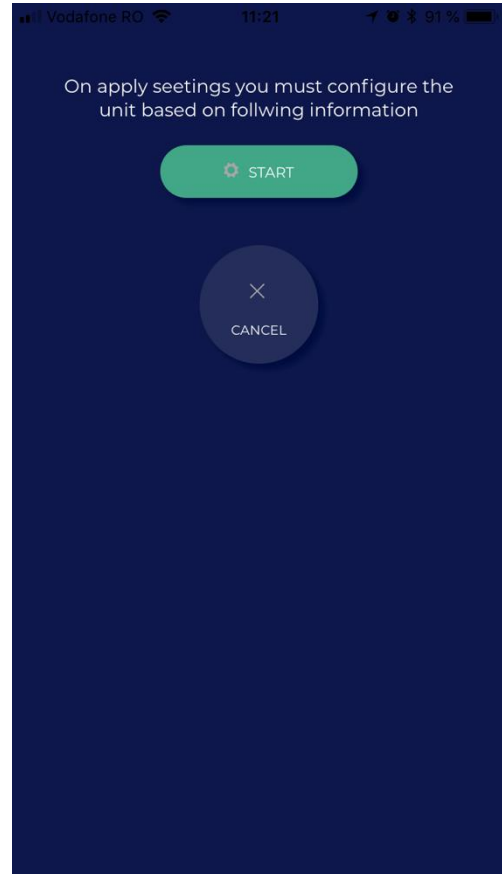 Vodafone RO 11:21 91 %
On apply seetings you must configure the
unit based on follwing information
START
CANCEL